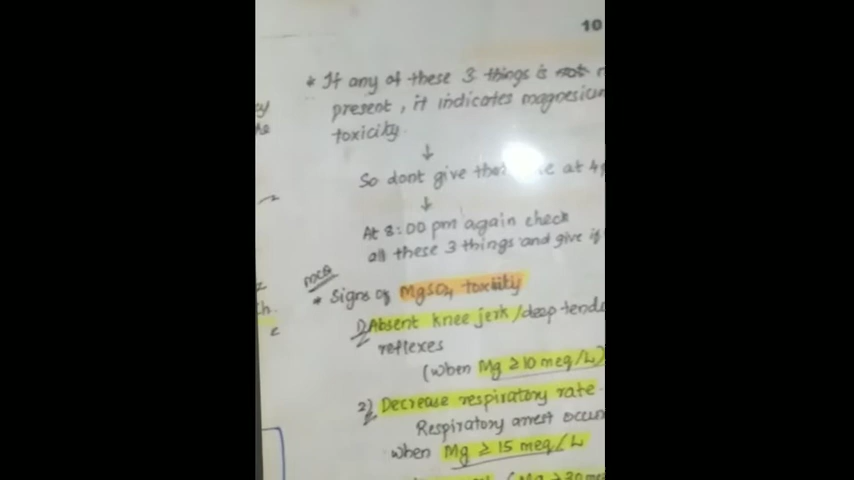 10
* If any of these 3 things is not
present, it indicates magnesium
toxicity.
↓
So dont give the at 4
↓
At 8:00 pm again check
all these 3 things and give if
MCQ
* Signs of MgSO4 toxicity
1) Absent knee jerk/deep tendo
reflexes
(when Mg ≥10 meq/L)
2) Decrease respiratory rate.
Respiratory arrest occur
when Mg ≥ 15 meq/L
(Mg ≥30 me